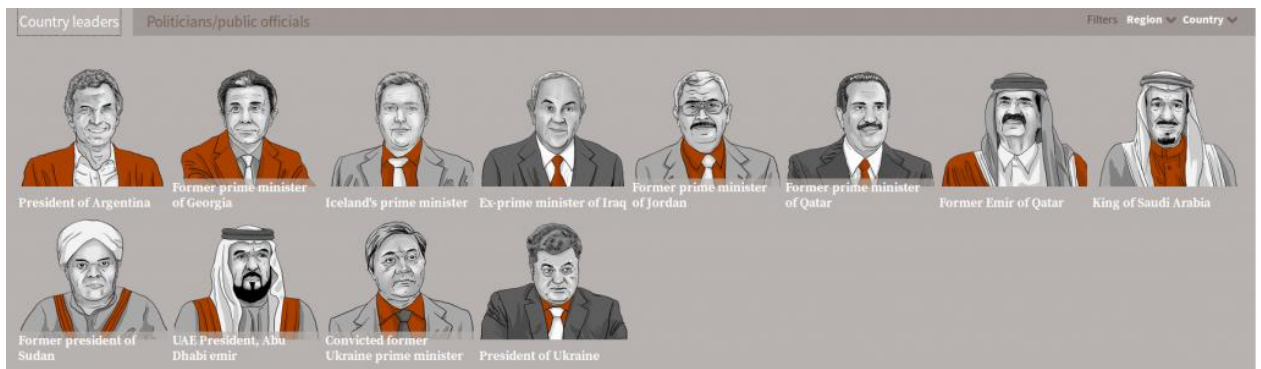 Country leaders Politicians/public officials Filters Region Country
President of Argentina
Former prime minister
of Georgia
Iceland's prime minister
Ex-prime minister of Iraq
Former prime minister
of Jordan
Former prime minister
of Qatar
Former Emir of Qatar
King of Saudi Arabia
Former president of
Sudan
UAE President, Abu
Dhabi emir
Convicted former
Ukraine prime minister
President of Ukraine